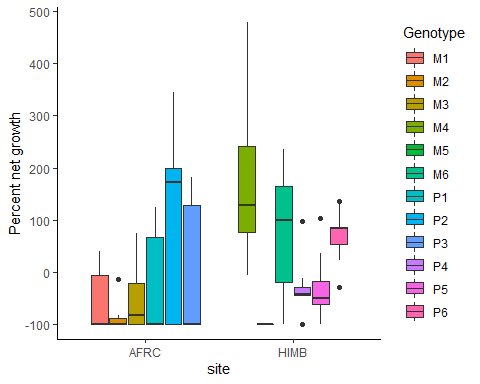 500
400
300
200
100
0
-100
Percent net growth
AFRC
HIMB
site
Genotype
M1
M2
M3
M4
M5
M6
P1
P2
P3
P4
P5
P6